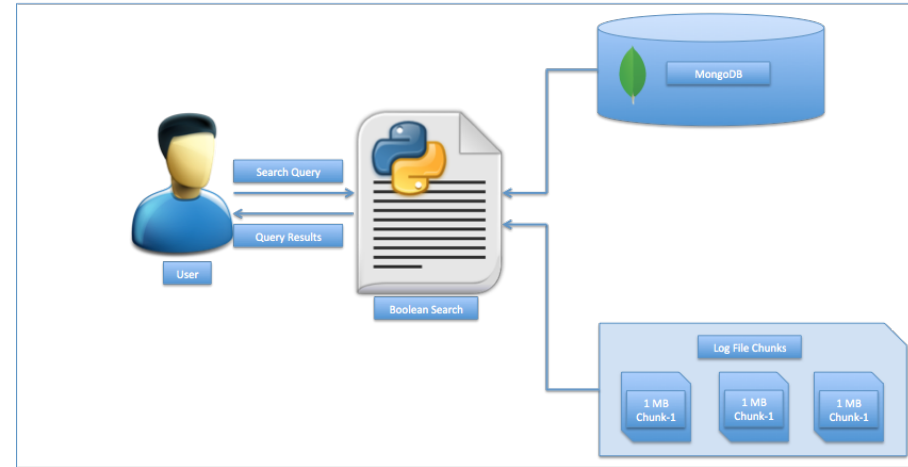 MongoDB
Search Query
Query Results
User
Boolean Search
Log File Chunks
1 MB
Chunk-1
1 MB
Chunk-1
1 MB
Chunk-1